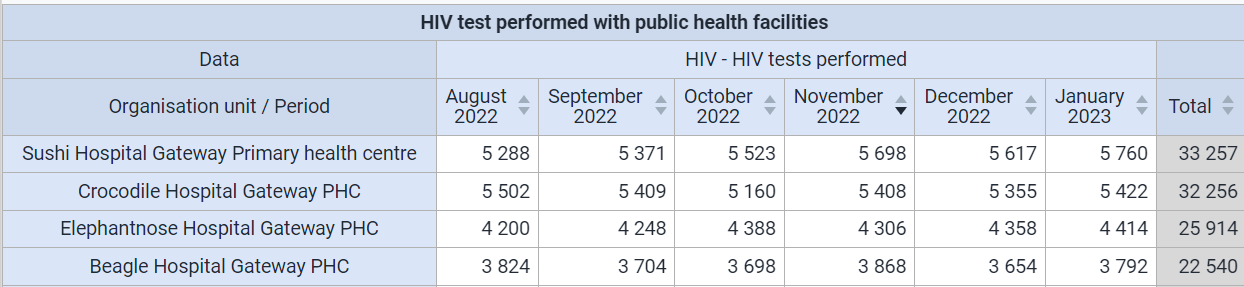 HIV test performed with public health facilities
Data HIV - HIV tests performed
Organisation unit / Period August 2022 September 2022 October 2022 November 2022 December 2022 January 2023 Total
Sushi Hospital Gateway Primary health centre 5 288 5 371 5 523 5 698 5 617 5 760 33 257
Crocodile Hospital Gateway PHC 5 502 5 409 5 160 5 408 5 355 5 422 32 256
Elephantnose Hospital Gateway PHC 4 200 4 248 4 388 4 306 4 358 4 414 25 914
Beagle Hospital Gateway PHC 3 824 3 704 3 698 3 868 3 654 3 792 22 540